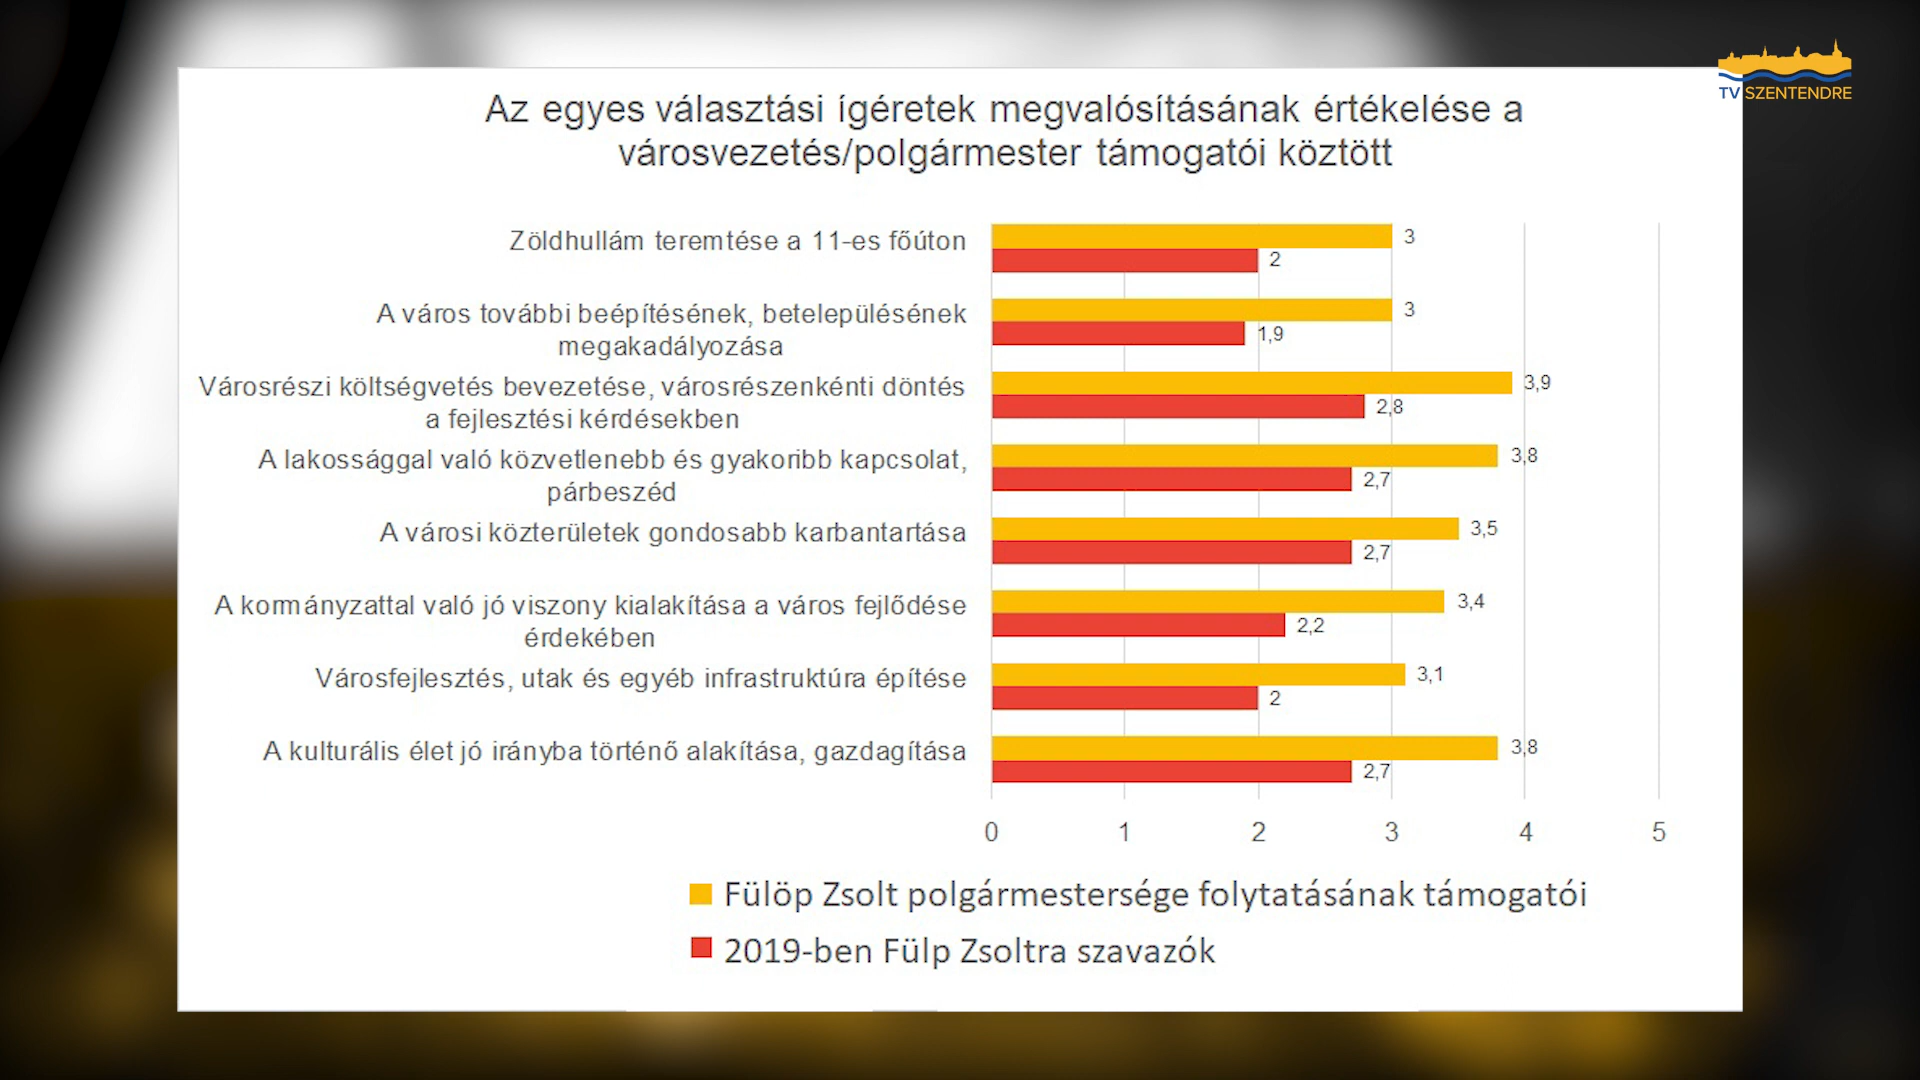 TV SZENTENDRE
Az egyes választási ígéretek megvalósításának értékelése a
városvezetés/polgármester támogatói köztött
Zöldhullám teremtése a 11-es főúton
3
2
A város további beépítésének, betelepülésének
megakadályozása
3
1,9
Városrészi költségvetés bevezetése, városrészenkénti döntés
a fejlesztési kérdésekben
3,9
2,8
A lakossággal való közvetlenebb és gyakoribb kapcsolat,
párbeszéd
3,8
2,7
A városi közterületek gondosabb karbantartása
3,5
2,7
A kormányzattal való jó viszony kialakítása a város fejlődése
érdekében
3,4
2,2
Városfejlesztés, utak és egyéb infrastruktúra építése
3,1
2
A kulturális élet jó irányba történő alakítása, gazdagítása
3,8
2,7
0 1 2 3 4 5
Fülöp Zsolt polgármestersége folytatásának támogatói
2019-ben Fülp Zsoltra szavazók